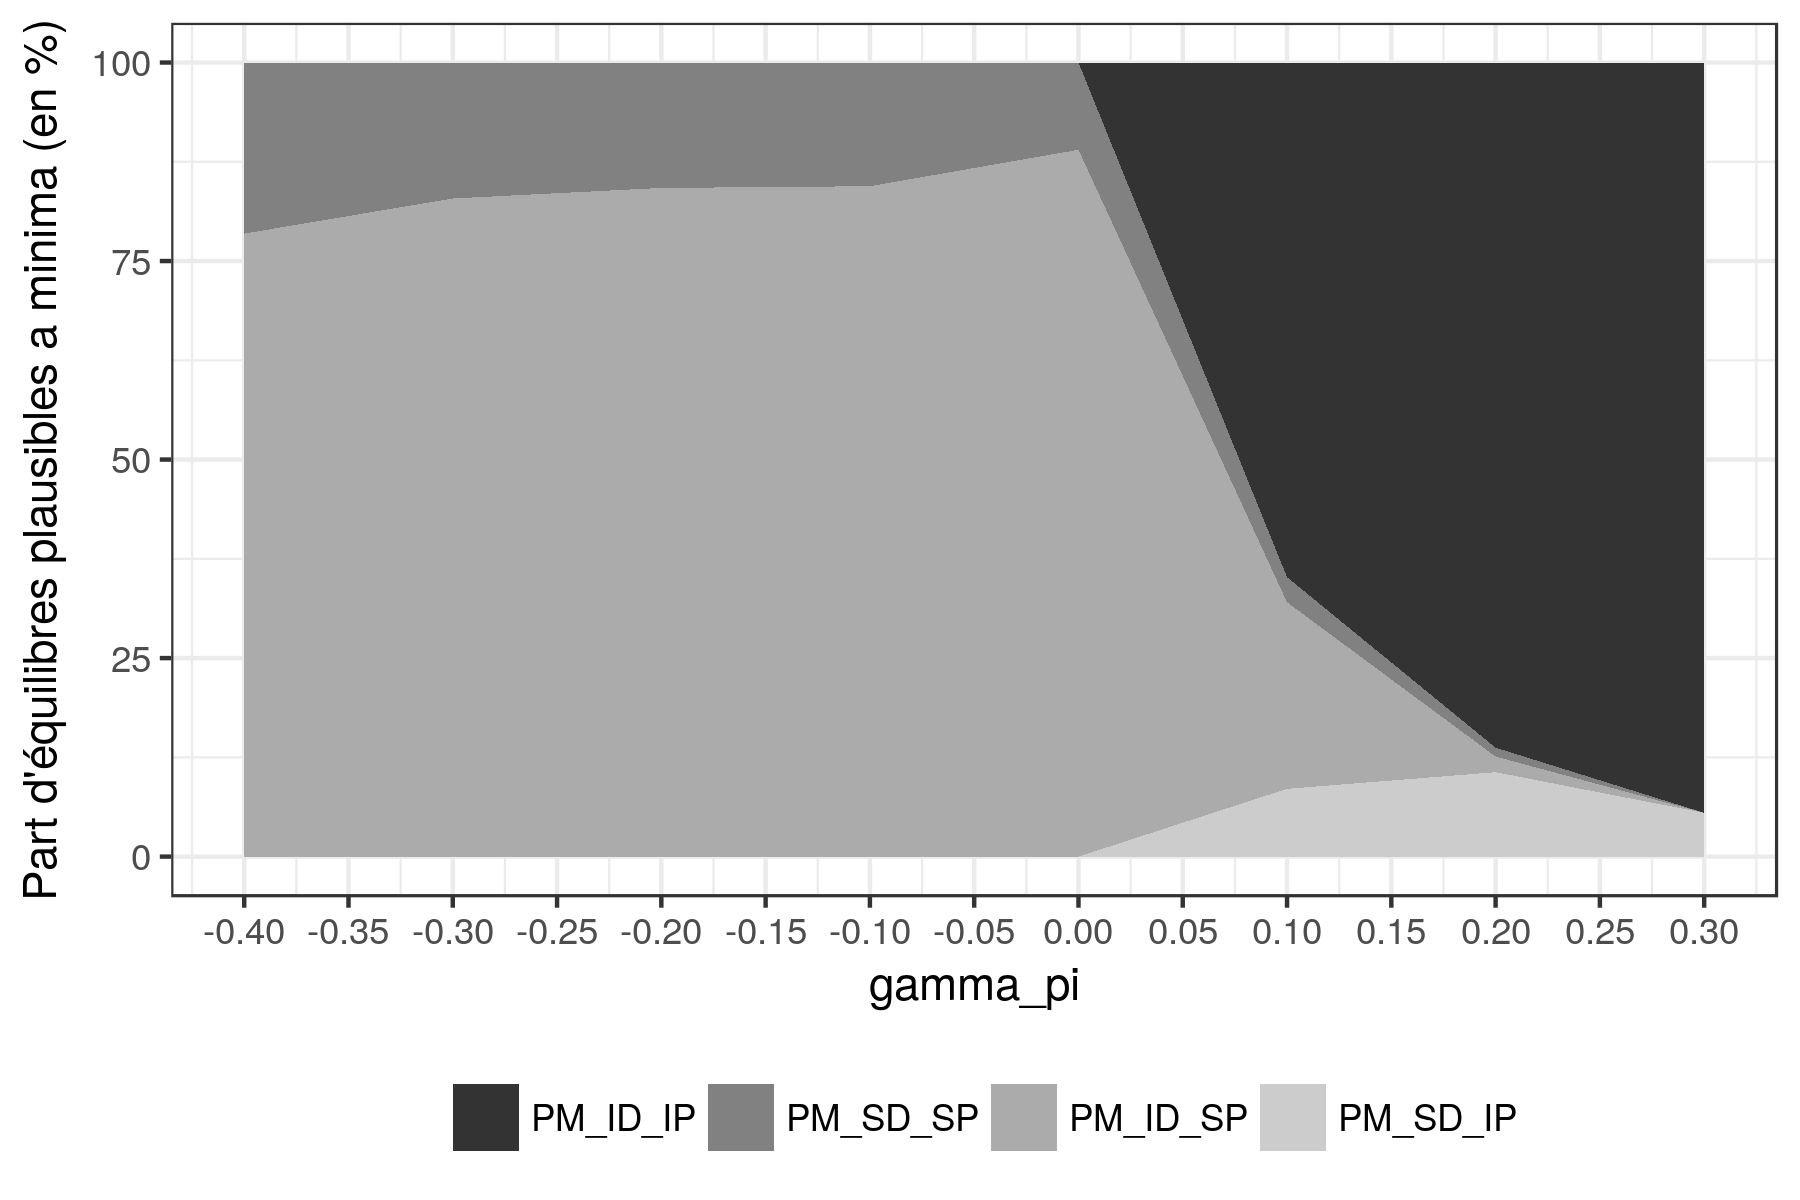 Part d'équilibres plausibles a minima (en %)
100
75
50
25
0
-0.40 -0.35 -0.30 -0.25 -0.20 -0.15 -0.10 -0.05 0.00 0.05 0.10 0.15 0.20 0.25 0.30
gamma_pi
PM_ID_IP PM_SD_SP PM_ID_SP PM_SD_IP